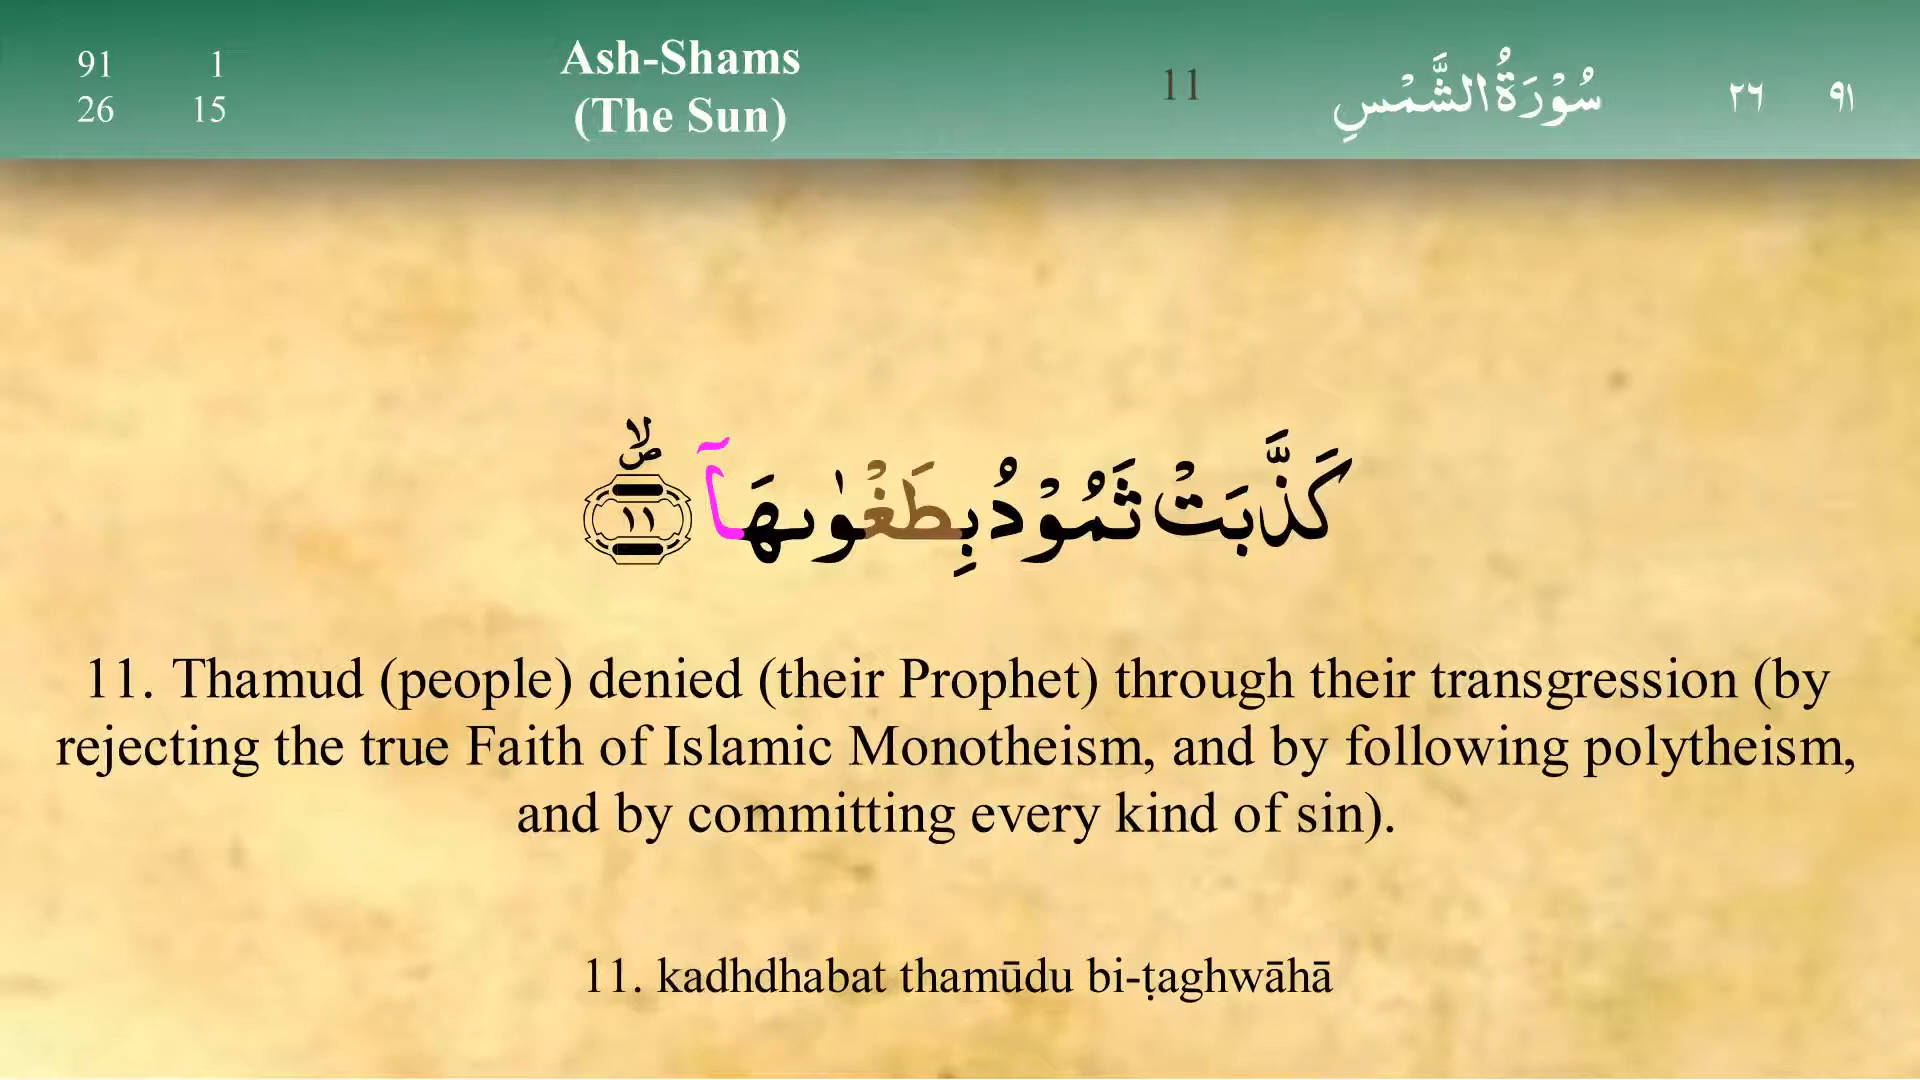 91 1
26 15
Ash-Shams
(The Sun)
11
سُوْرَةُ الشَّمْسِ
٢٦ ٩١
كَذَّبَتْ ثَمُوْدُ بِطَغْوٰىهَاۤ ۙ ص ١١
11. Thamud (people) denied (their Prophet) through their transgression (by
rejecting the true Faith of Islamic Monotheism, and by following polytheism,
and by committing every kind of sin).
11. kadhdhabat thamūdu bi-ṭaghwāhā